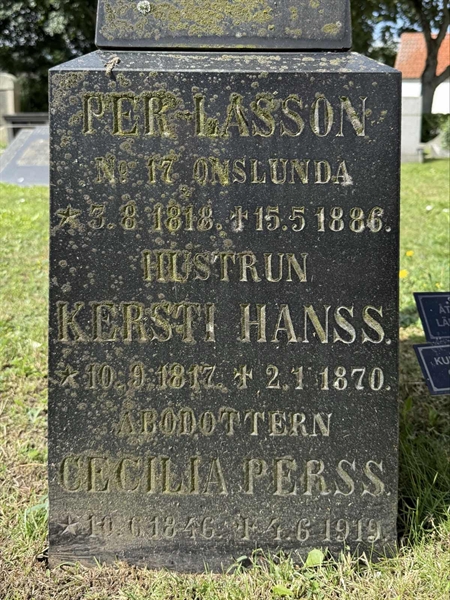 PER LASSON
No 17 ONSLUNDA
* 3.8 1818. † 15.5 1886.
HUSTRUN
KERSTI HANSS.
* 10.9.1817. † 2.1 1870.
ÅBODOTTERN
CECILIA PERSS.
* 10.6.1846. † 4.6 1919.